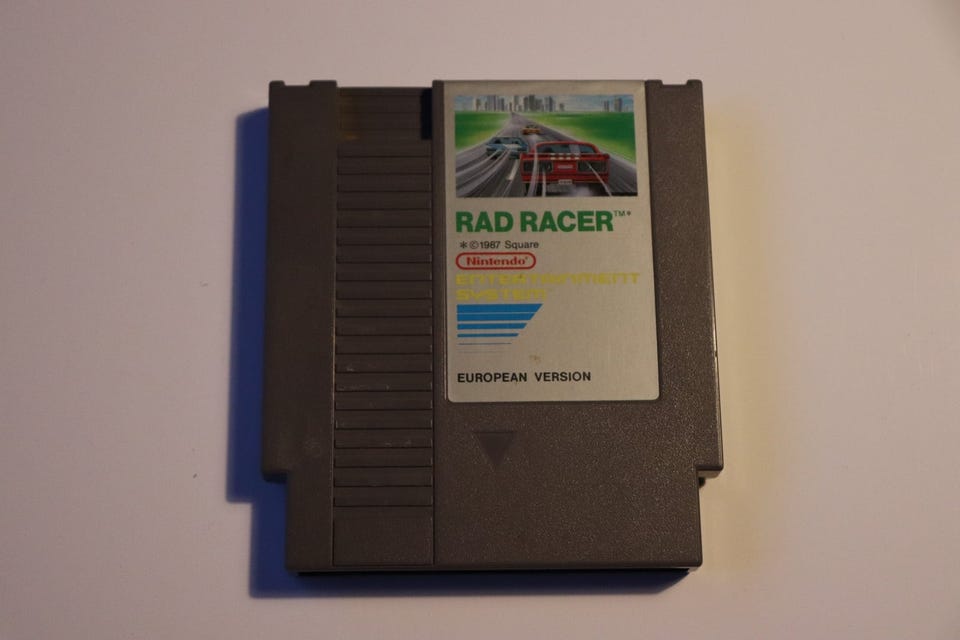 RAD RACER™*
*©1987 Square
Nintendo®
ENTERTAINMENT
SYSTEM
EUROPEAN VERSION